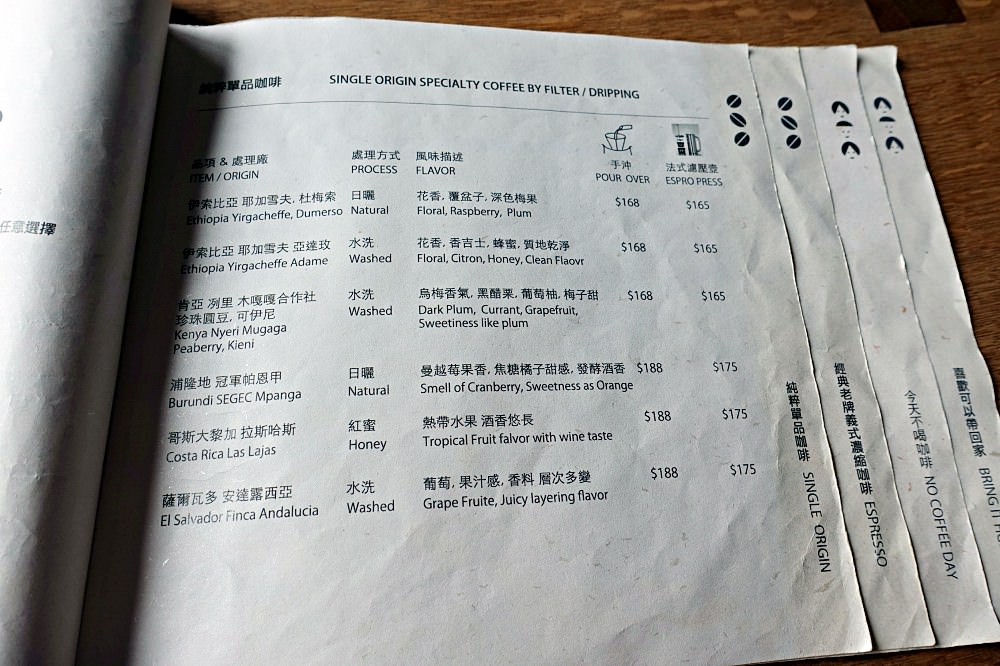 任意選擇
純粹單品咖啡 SINGLE ORIGIN SPECIALTY COFFEE BY FILTER / DRIPPING
品項 & 處理廠 處理方式 風味描述 手沖 法式濾壓壺
ITEM / ORIGIN PROCESS FLAVOR POUR OVER ESPRO PRESS
伊索比亞 耶加雪夫, 杜梅索 日曬 花香, 覆盆子, 深色梅果 $168 $165
Ethiopia Yirgacheffe, Dumerso Natural Floral, Raspberry, Plum
伊索比亞 耶加雪夫 亞達玫 水洗 花香, 香吉士, 蜂蜜, 質地乾淨 $168 $165
Ethiopia Yirgacheffe Adame Washed Floral, Citron, Honey, Clean Flaovr
肯亞 冽里 木嘎嘎合作社 水洗 烏梅香氣, 黑醋栗, 葡萄柚, 梅子甜 $168 $165
珍珠圓豆, 可伊尼 Washed Dark Plum, Currant, Grapefruit,
Kenya Nyeri Mugaga Sweetiness like plum
Peaberry, Kieni
浦隆地 冠軍帕恩甲 日曬 曼越莓果香, 焦糖橘子甜感, 發酵酒香 $188 $175
Burundi SEGEC Mpanga Natural Smell of Cranberry, Sweetness as Orange
哥斯大黎加 拉斯哈斯 紅蜜 熱帶水果 酒香悠長 $188 $175
Costa Rica Las Lajas Honey Tropical Fruit falvor with wine taste
薩爾瓦多 安達露西亞 水洗 葡萄, 果汁感, 香料 層次多變 $188 $175
El Salvador Finca Andalucia Washed Grape Fruite, Juicy layering flavor
純粹單品咖啡 SINGLE ORIGIN
經典老牌義式濃縮咖啡 ESPRESSO
今天不喝咖啡 NO COFFEE DAY
喜歡可以帶回家 BRING IT